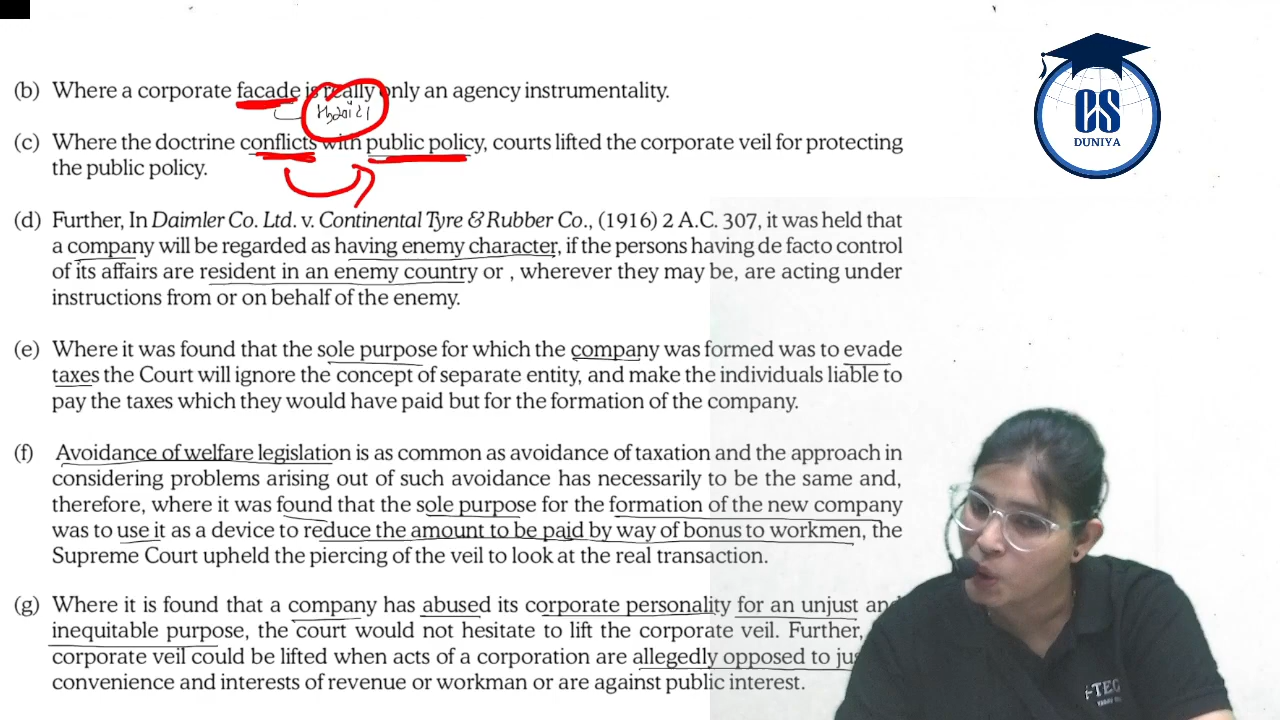 (b) Where a corporate facade is really only an agency instrumentality.
(c) Where the doctrine conflicts with public policy, courts lifted the corporate veil for protecting
the public policy.
(d) Further, In Daimler Co. Ltd. v. Continental Tyre & Rubber Co., (1916) 2 A.C. 307, it was held that
a company will be regarded as having enemy character, if the persons having de facto control
of its affairs are resident in an enemy country or , wherever they may be, are acting under
instructions from or on behalf of the enemy.
(e) Where it was found that the sole purpose for which the company was formed was to evade
taxes the Court will ignore the concept of separate entity, and make the individuals liable to
pay the taxes which they would have paid but for the formation of the company.
(f) Avoidance of welfare legislation is as common as avoidance of taxation and the approach in
considering problems arising out of such avoidance has necessarily to be the same and,
therefore, where it was found that the sole purpose for the formation of the new company
was to use it as a device to reduce the amount to be paid by way of bonus to workmen, the
Supreme Court upheld the piercing of the veil to look at the real transaction.
(g) Where it is found that a company has abused its corporate personality for an unjust and
inequitable purpose, the court would not hesitate to lift the corporate veil. Further,
corporate veil could be lifted when acts of a corporation are allegedly opposed to
convenience and interests of revenue or workman or are against public interest.
CS
DUNIYA